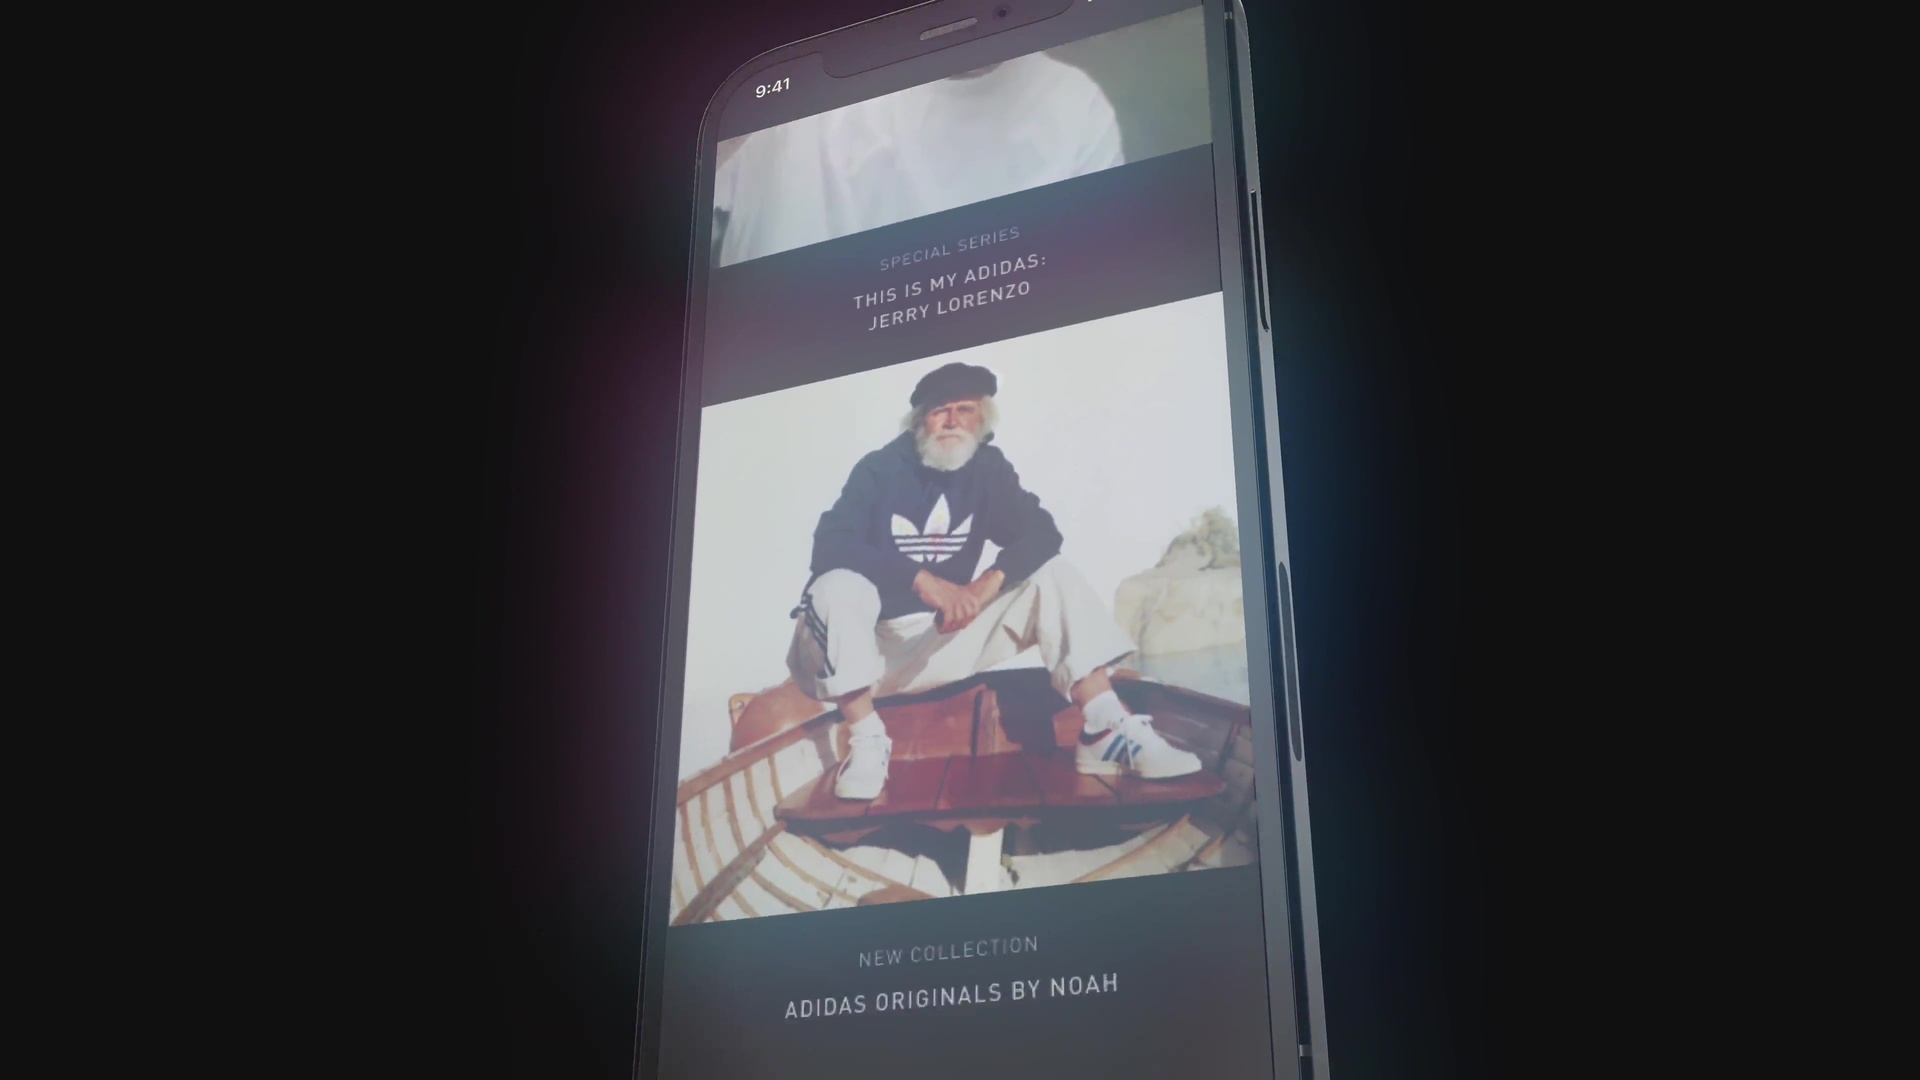 9:41
SPECIAL SERIES
THIS IS MY ADIDAS:
JERRY LORENZO
NEW COLLECTION
ADIDAS ORIGINALS BY NOAH